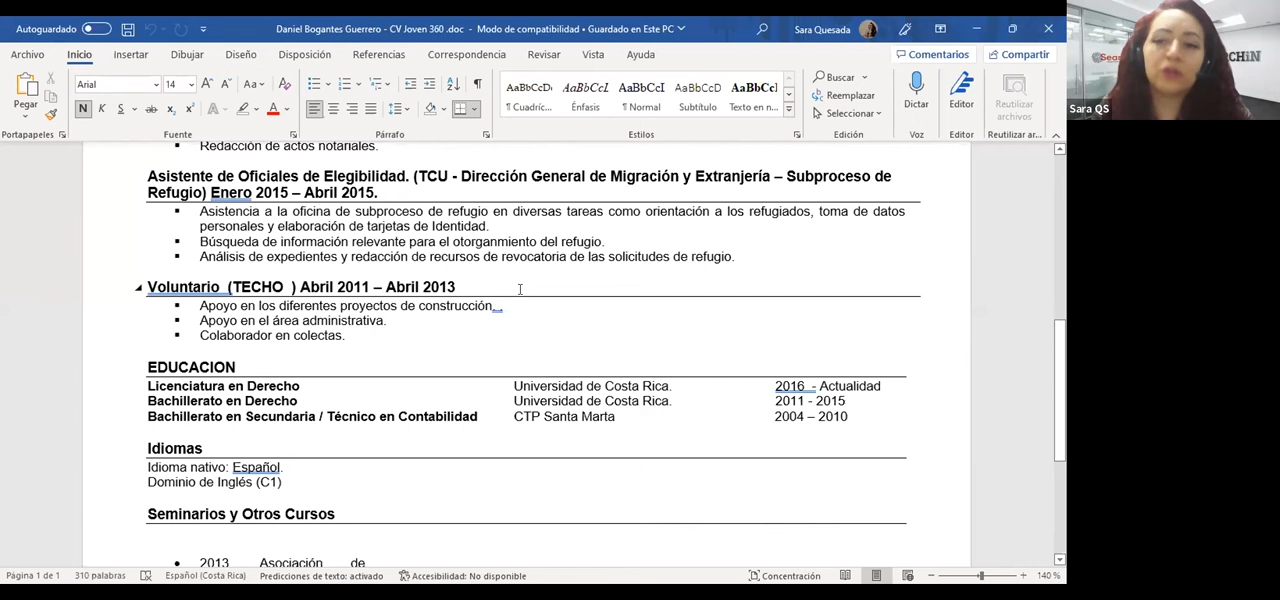 Autoguardado
Daniel Bogantes Guerrero - CV Joven 360 .doc - Modo de compatibilidad • Guardado en Este PC
Sara Quesada
Archivo Inicio Insertar Dibujar Diseño Disposición Referencias Correspondencia Revisar Vista Ayuda
Comentarios Compartir
Pegar
Arial 14
AaBbCcDc AaBbCcL AaBbCcI AaBbCcD AaBbCcI
¶ Cuadríc... Énfasis ¶ Normal Subtítulo Texto en n...
Buscar
Reemplazar
Seleccionar
Dictar
Editor
Reutilizar archivos
Portapapeles Fuente Párrafo Estilos Edición Voz Editor Reutilizar ar...
Redacción de actos notariales.
Asistente de Oficiales de Elegibilidad. (TCU - Dirección General de Migración y Extranjería – Subproceso de
Refugio) Enero 2015 – Abril 2015.
Asistencia a la oficina de subproceso de refugio en diversas tareas como orientación a los refugiados, toma de datos
personales y elaboración de tarjetas de Identidad.
Búsqueda de información relevante para el otorganmiento del refugio.
Análisis de expedientes y redacción de recursos de revocatoria de las solicitudes de refugio.
Voluntario (TECHO ) Abril 2011 – Abril 2013
Apoyo en los diferentes proyectos de construcción. .
Apoyo en el área administrativa.
Colaborador en colectas.
EDUCACION
Licenciatura en Derecho Universidad de Costa Rica. 2016 - Actualidad
Bachillerato en Derecho Universidad de Costa Rica. 2011 - 2015
Bachillerato en Secundaria / Técnico en Contabilidad CTP Santa Marta 2004 – 2010
Idiomas
Idioma nativo: Español.
Dominio de Inglés (C1)
Seminarios y Otros Cursos
2013 Asociación de
Página 1 de 1 310 palabras Español (Costa Rica) Predicciones de texto: activado Accesibilidad: No disponible Concentración 140 %
Sara QS